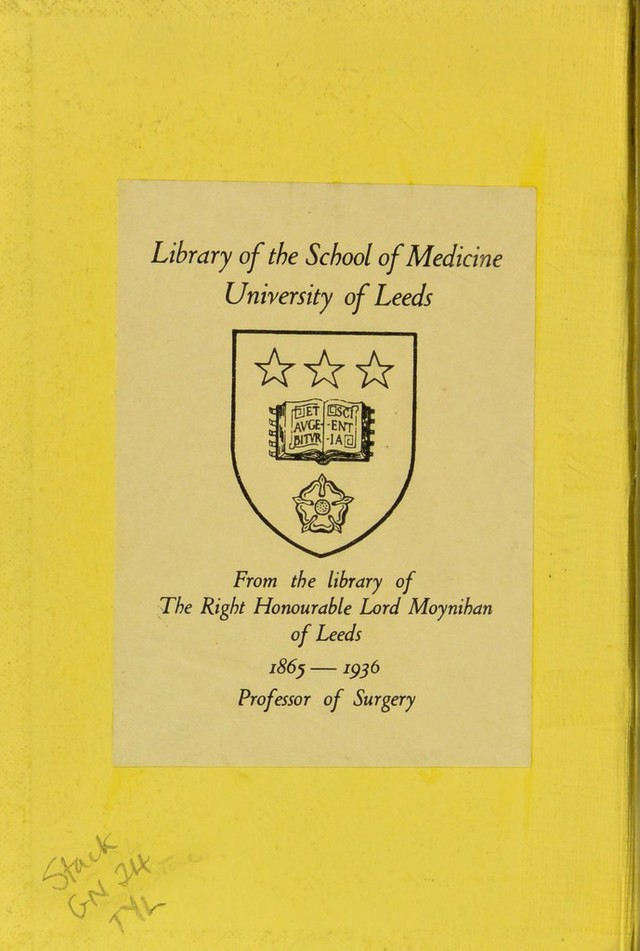 Library of the School of Medicine
University of Leeds
ET
AVGE-
BITVR
SCI
-ENT
-IA
From the library of
The Right Honourable Lord Moynihan
of Leeds
1865 — 1936
Professor of Surgery
Stack
GN 24
TYL